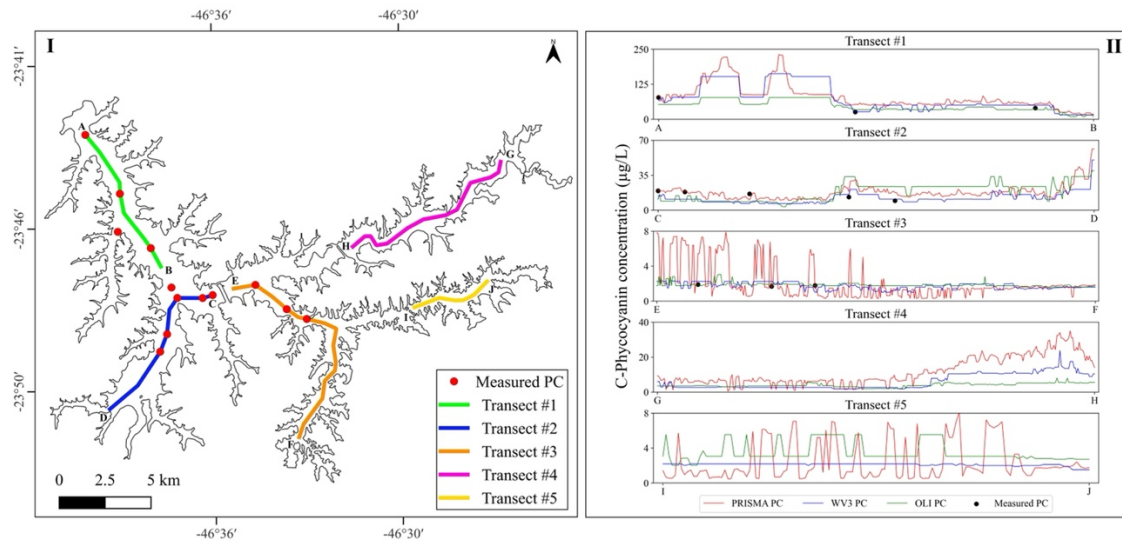 -46°36'
-46°30'
I
N
-23°41'
-23°46'
-23°50'
A
B
C
D
E
F
G
H
I
J
Measured PC
Transect #1
Transect #2
Transect #3
Transect #4
Transect #5
0 2.5 5 km
-46°36'
-46°30'
II
C-Phycocyanin concentration (µg/L)
Transect #1
250
125
0
A B
Transect #2
70
35
0
C D
Transect #3
8
4
0
E F
Transect #4
40
20
0
G H
Transect #5
8
4
0
I J
PRISMA PC WV3 PC OLI PC Measured PC